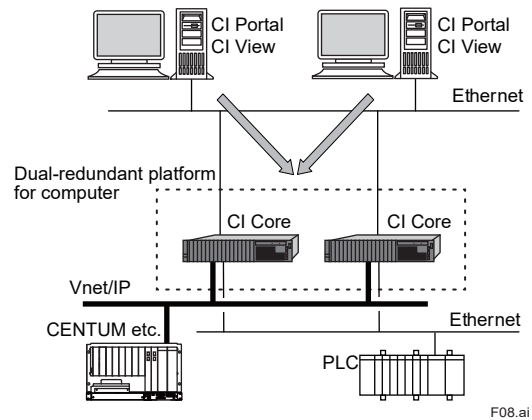 CI Portal
CI View
CI Portal
CI View
Ethernet
Dual-redundant platform
for computer
CI Core
CI Core
Vnet/IP
Ethernet
CENTUM etc.
PLC
F08.ai